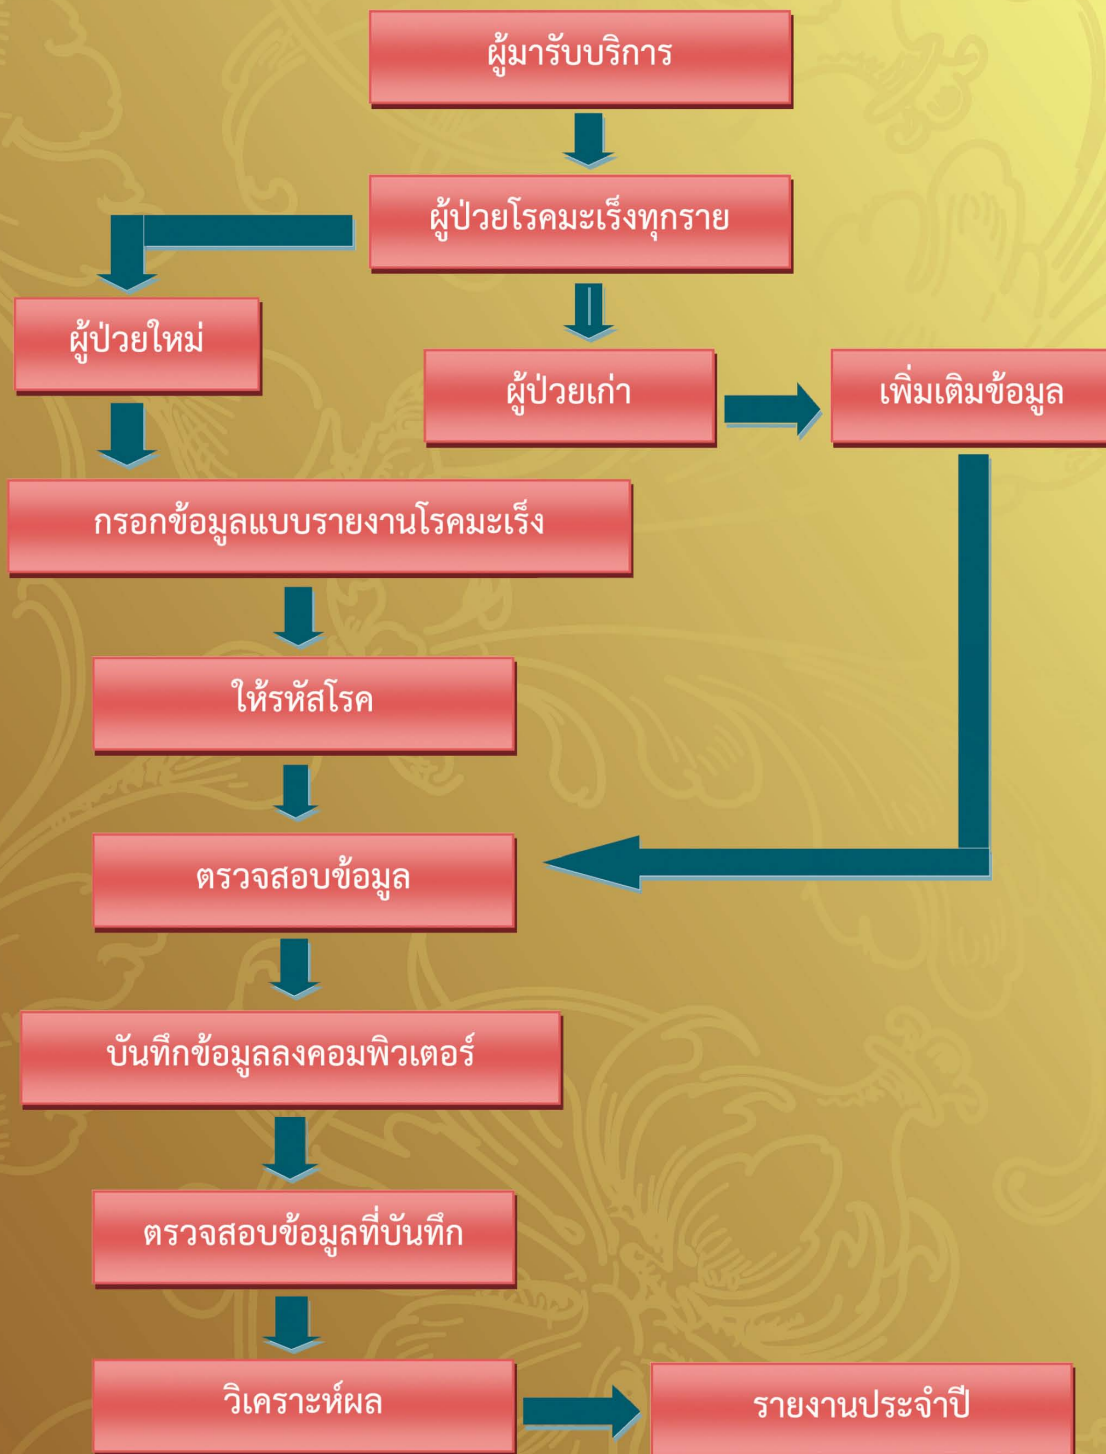 ผู้มารับบริการ
ผู้ป่วยโรคมะเร็งทุกราย
ผู้ป่วยใหม่
ผู้ป่วยเก่า
เพิ่มเติมข้อมูล
กรอกข้อมูลแบบรายงานโรคมะเร็ง
ให้รหัสโรค
ตรวจสอบข้อมูล
บันทึกข้อมูลลงคอมพิวเตอร์
ตรวจสอบข้อมูลที่บันทึก
วิเคราะห์ผล
รายงานประจำปี